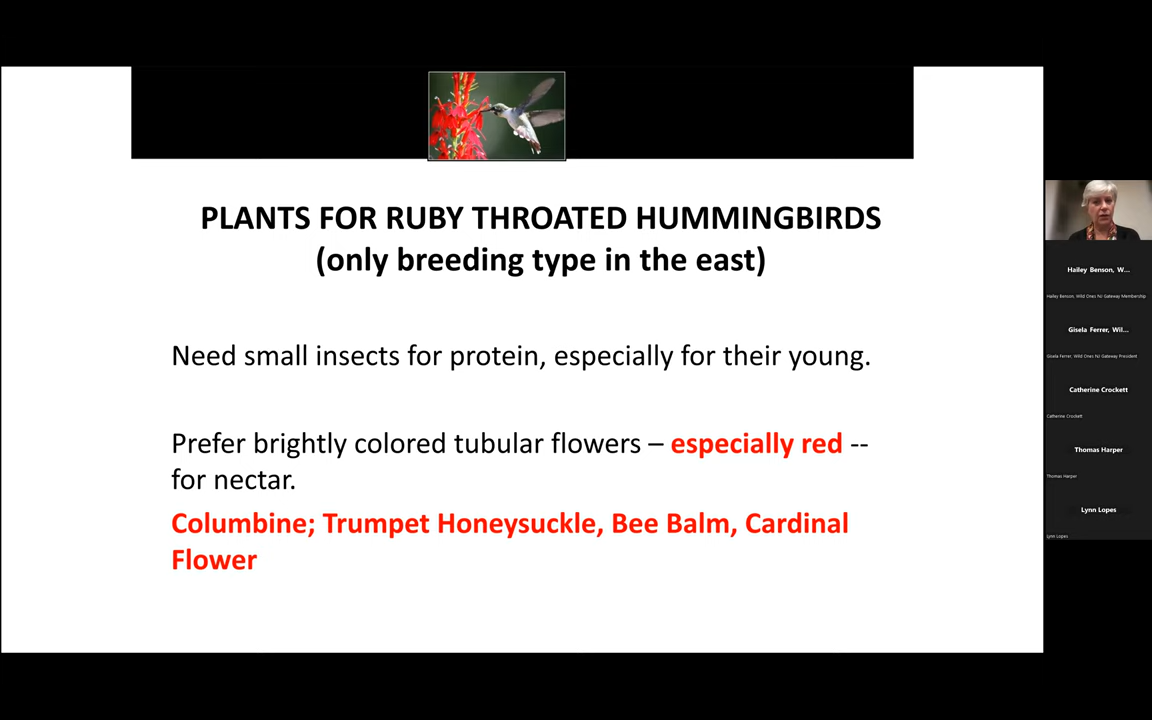 PLANTS FOR RUBY THROATED HUMMINGBIRDS
(only breeding type in the east)
Need small insects for protein, especially for their young.
Prefer brightly colored tubular flowers – especially red --
for nectar.
Columbine; Trumpet Honeysuckle, Bee Balm, Cardinal
Flower
Hailey Benson, W...
Hailey Benson, Wild Ones NJ Gateway Membership
Gisela Ferrer, Wil...
Gisela Ferrer, Wild Ones NJ Gateway President
Catherine Crockett
Catherine Crockett
Thomas Harper
Thomas Harper
Lynn Lopes
Lynn Lopes